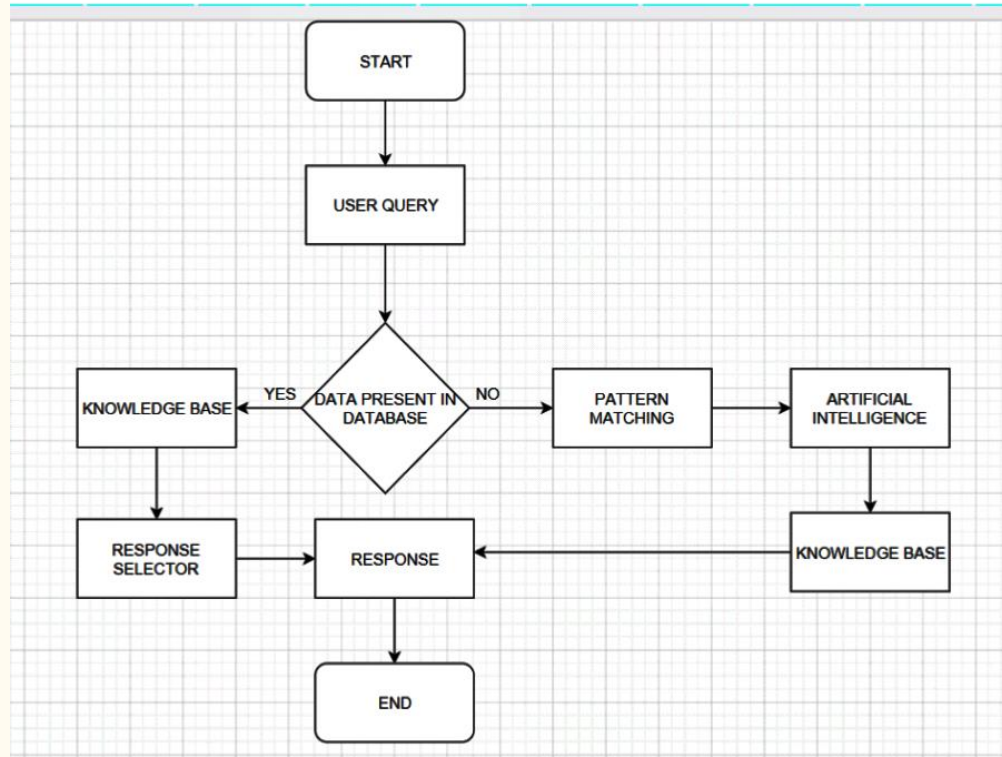 START
USER QUERY
YES
DATA PRESENT IN
DATABASE
NO
KNOWLEDGE BASE
PATTERN
MATCHING
ARTIFICIAL
INTELLIGENCE
RESPONSE
SELECTOR
RESPONSE
KNOWLEDGE BASE
END